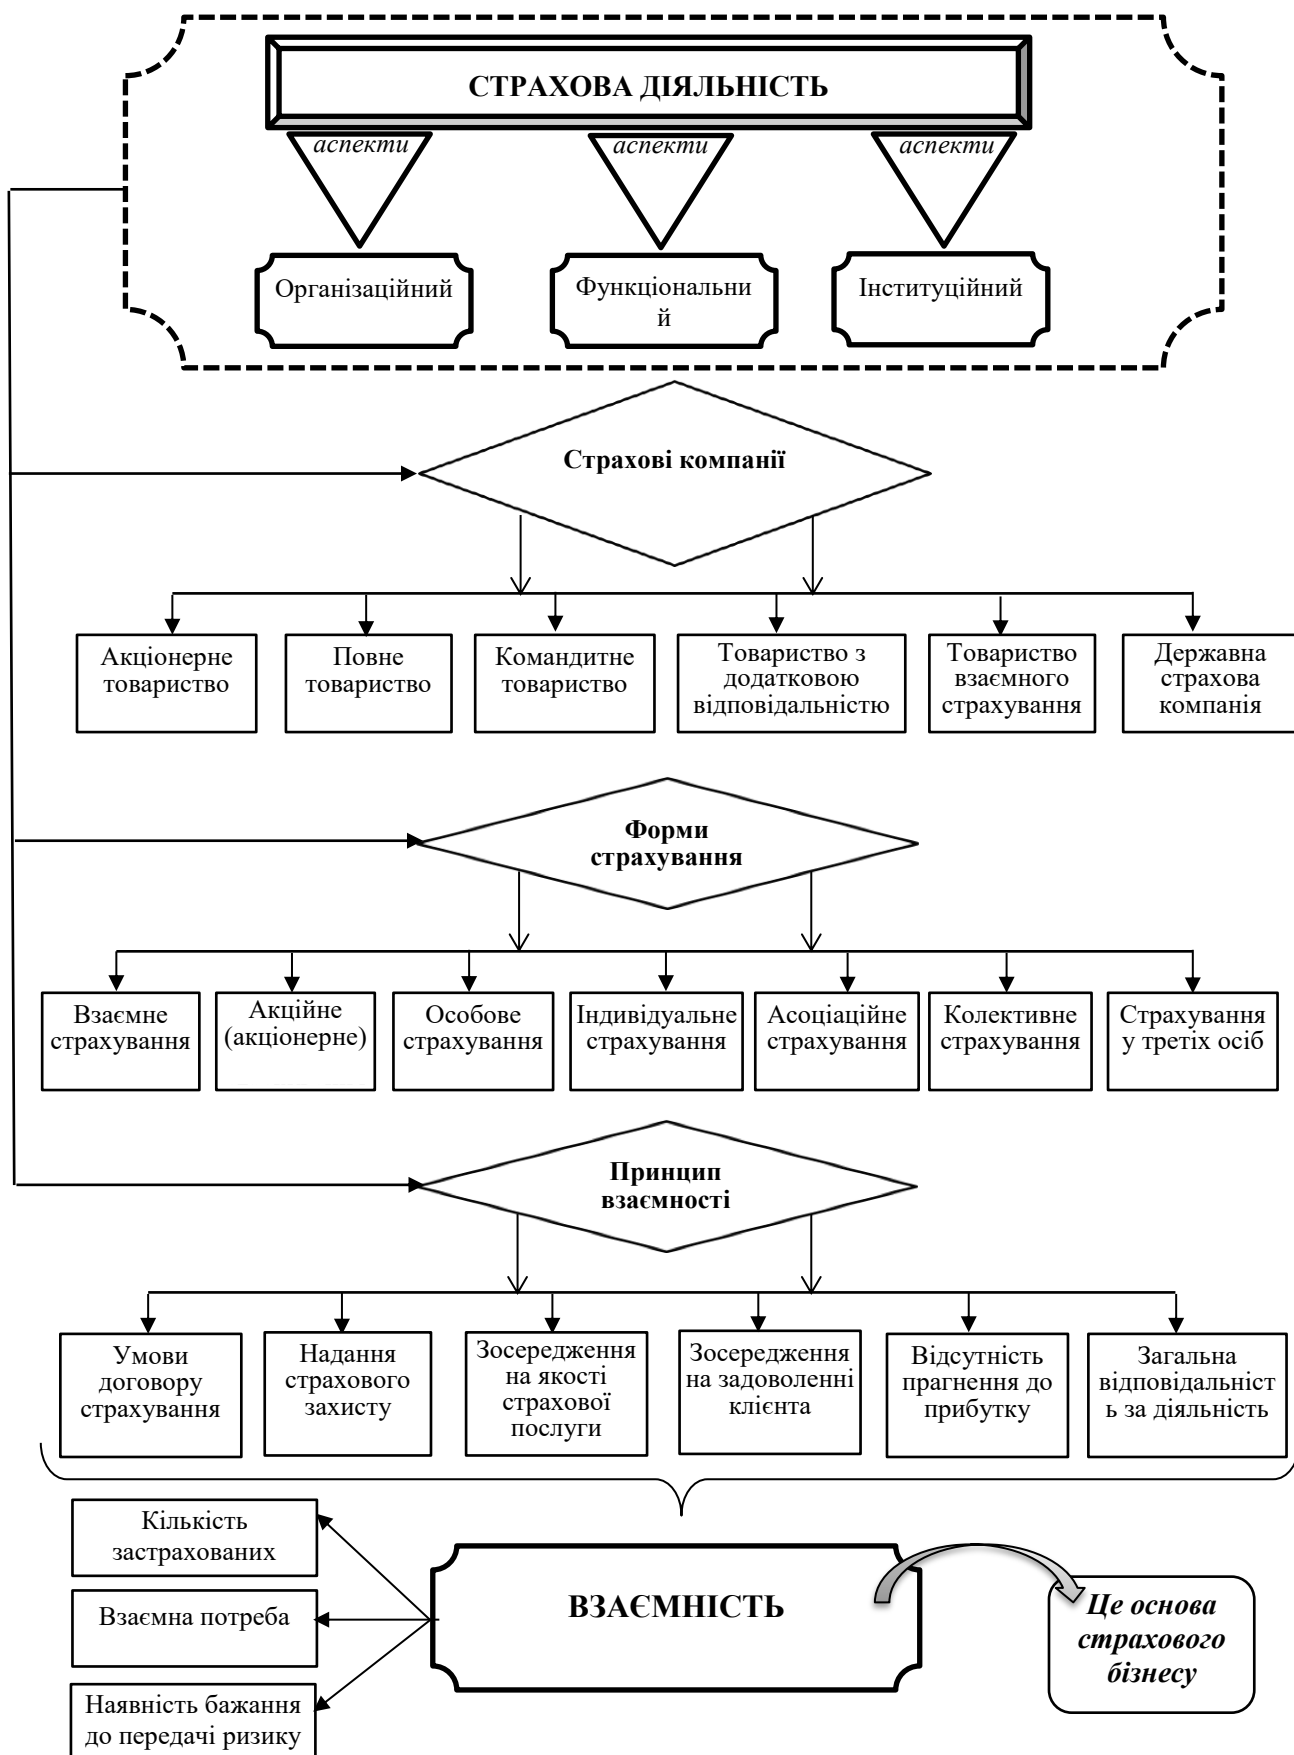 СТРАХОВА ДІЯЛЬНІСТЬ
аспекти
аспекти
аспекти
Організаційний
Функціональни
й
Інституційний
Страхові компанії
Акціонерне
товариство
Повне
товариство
Командитне
товариство
Товариство з
додатковою
відповідальністю
Товариство
взаємного
страхування
Державна
страхова
компанія
Форми
страхування
Взаємне
страхування
Акційне
(акціонерне)
Особове
страхування
Індивідуальне
страхування
Асоціаційне
страхування
Колективне
страхування
Страхування
у третіх осіб
Принцип
взаємності
Умови
договору
страхування
Надання
страхового
захисту
Зосередження
на якості
страхової
послуги
Зосередження
на задоволенні
клієнта
Відсутність
прагнення до
прибутку
Загальна
відповідальніст
ь за діяльність
Кількість
застрахованих
Взаємна потреба
Наявність бажання
до передачі ризику
ВЗАЄМНІСТЬ
Це основа
страхового
бізнесу